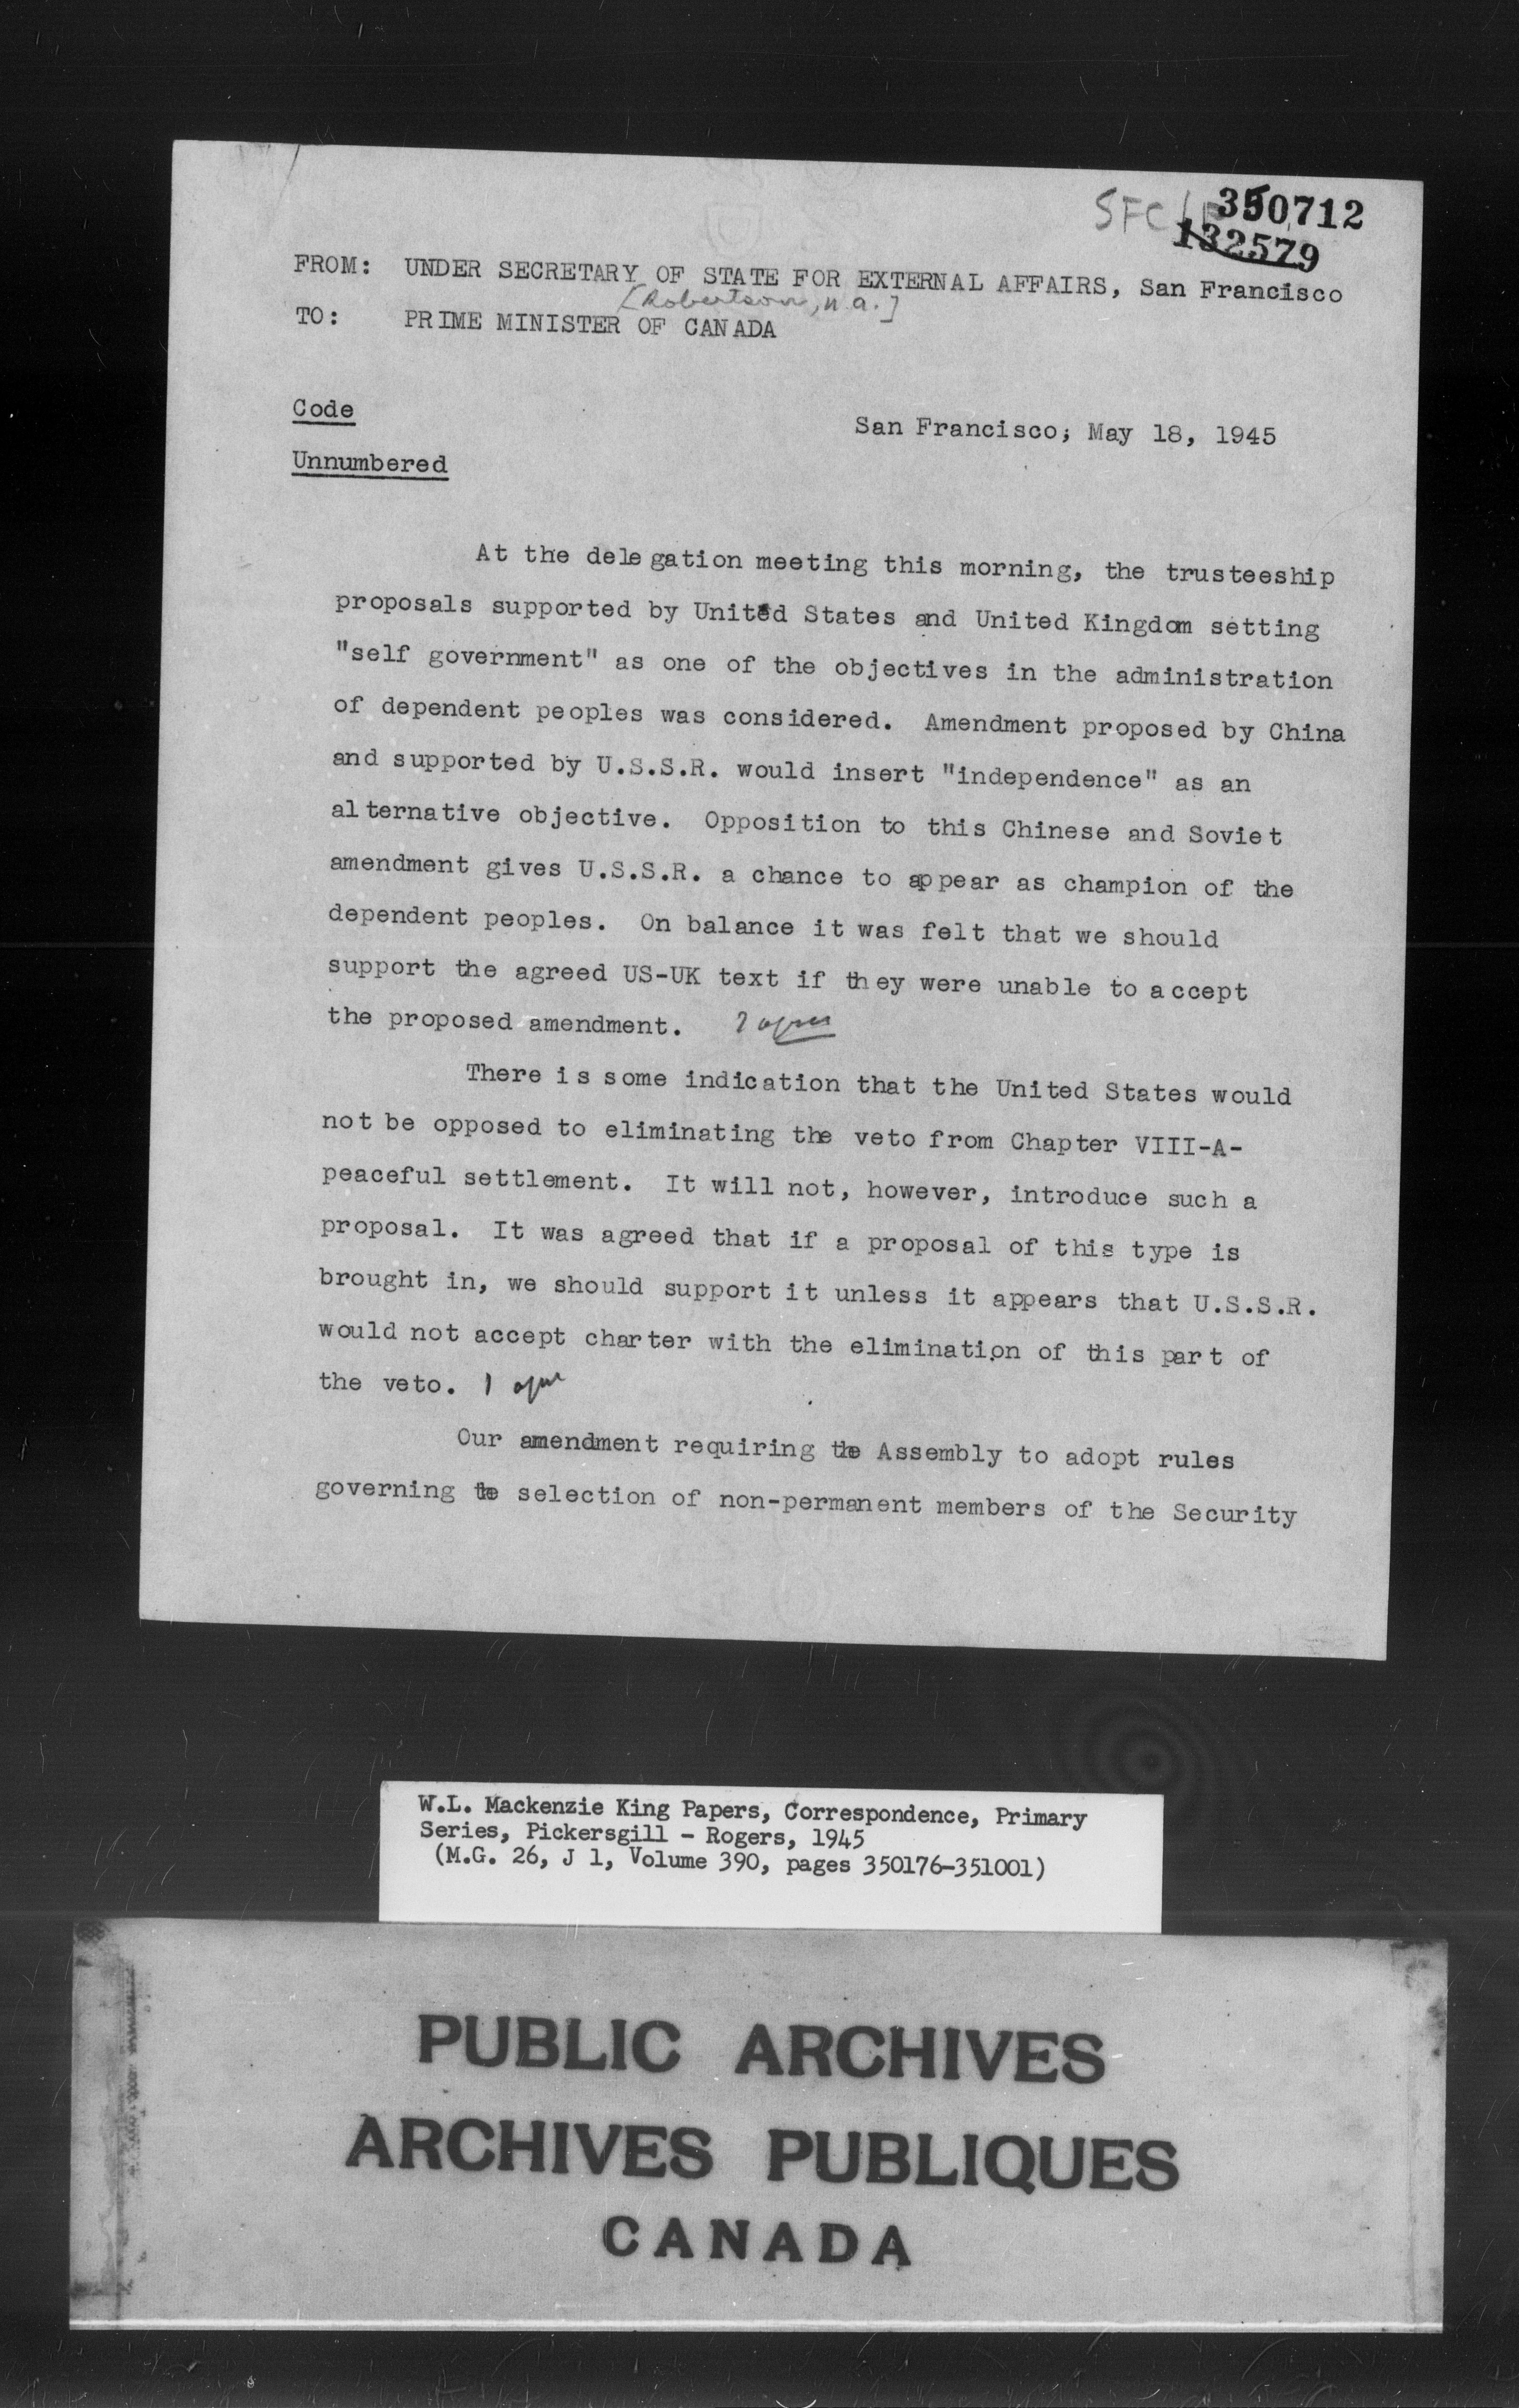 SFC
350712
132579
FROM: UNDER SECRETARY OF STATE FOR EXTERNAL AFFAIRS, San Francisco
[Robertson, N.A.]
TO: PRIME MINISTER OF CANADA
Code
San Francisco; May 18, 1945
Unnumbered
At the delegation meeting this morning, the trusteeship
proposals supported by United States and United Kingdom setting
"self government" as one of the objectives in the administration
of dependent peoples was considered. Amendment proposed by China
and supported by U.S.S.R. would insert "independence" as an
alternative objective. Opposition to this Chinese and Soviet
amendment gives U.S.S.R. a chance to appear as champion of the
dependent peoples. On balance it was felt that we should
support the agreed US-UK text if they were unable to accept
the proposed amendment. I agree
There is some indication that the United States would
not be opposed to eliminating the veto from Chapter VIII-A-
peaceful settlement. It will not, however, introduce such a
proposal. It was agreed that if a proposal of this type is
brought in, we should support it unless it appears that U.S.S.R.
would not accept charter with the elimination of this part of
the veto. I agree
Our amendment requiring the Assembly to adopt rules
governing the selection of non-permanent members of the Security
W.L. Mackenzie King Papers, Correspondence, Primary
Series, Pickersgill - Rogers, 1945
(M.G. 26, J 1, Volume 390, pages 350176-351001)
PUBLIC ARCHIVES
ARCHIVES PUBLIQUES
CANADA